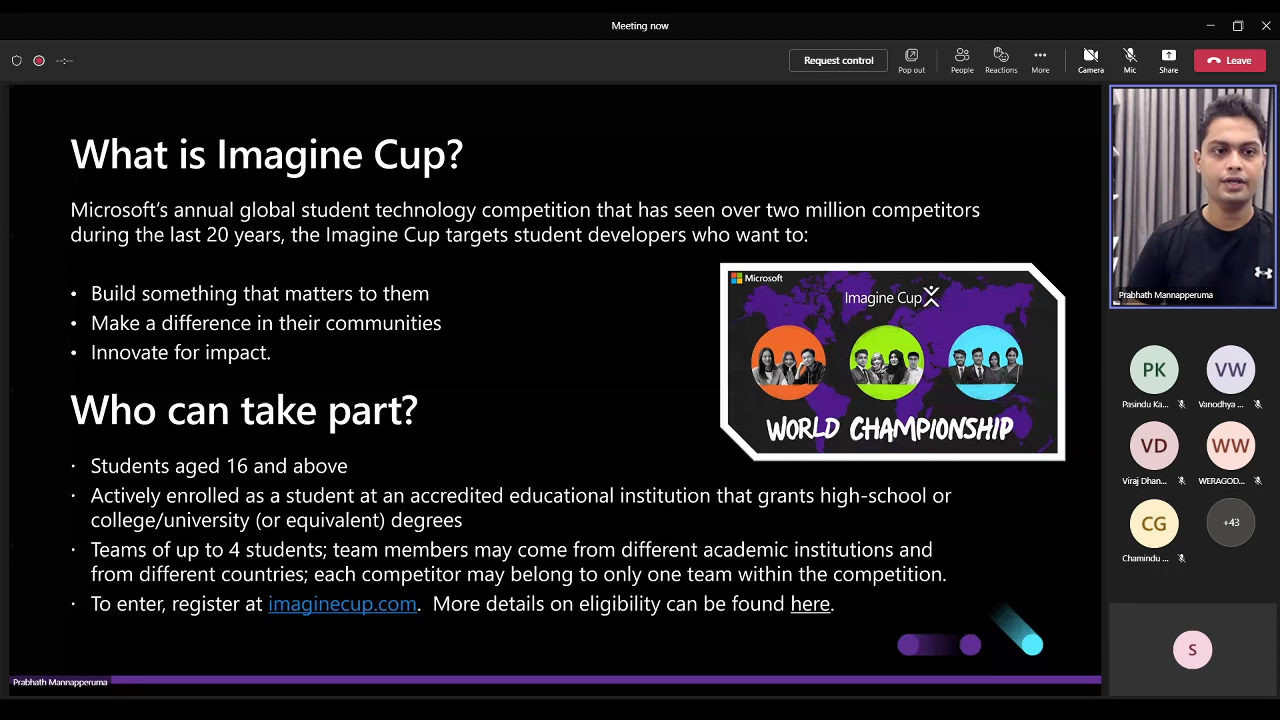 Meeting now
Request control
Pop out
People
Reactions
More
Camera
Mic
Share
Leave
What is Imagine Cup?
Microsoft's annual global student technology competition that has seen over two million competitors
during the last 20 years, the Imagine Cup targets student developers who want to:
• Build something that matters to them
• Make a difference in their communities
• Innovate for impact.
Microsoft
Imagine Cup
WORLD CHAMPIONSHIP
Who can take part?
· Students aged 16 and above
· Actively enrolled as a student at an accredited educational institution that grants high-school or
college/university (or equivalent) degrees
· Teams of up to 4 students; team members may come from different academic institutions and
from different countries; each competitor may belong to only one team within the competition.
· To enter, register at imaginecup.com. More details on eligibility can be found here.
Prabhath Mannapperuma
Prabhath Mannapperuma
PK
VW
Pasindu Ka...
Vanodhya ...
VD
WW
Viraj Dhan...
WERAGOD...
CG
+43
Chamindu ...
S